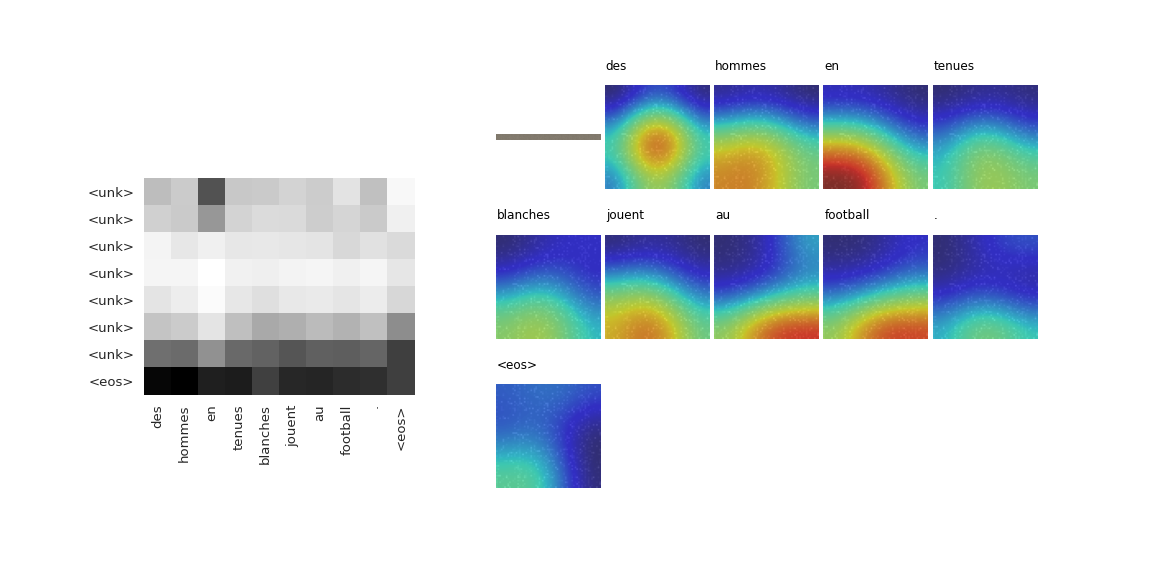 des hommes en tenues
<unk>
<unk>
<unk>
<unk>
<unk>
<unk>
<unk>
<eos>
des hommes en tenues blanches jouent au football . <eos>
blanches jouent au football .
<eos>